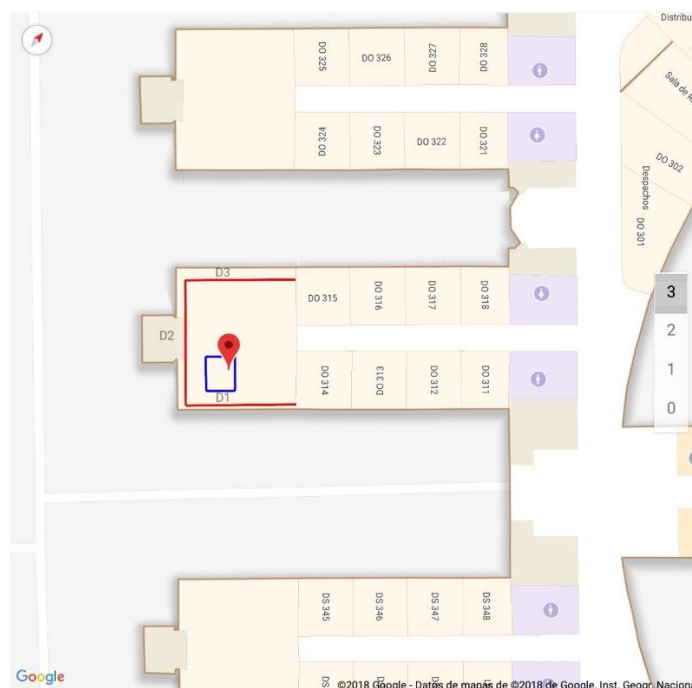 Distribu
DO 325
DO 326
DO 327
DO 328
Sala de R
DO 324
DO 323
DO 322
DO 321
DO 302
Despachos
DO 301
D3
DO 315
DO 316
DO 317
DO 318
3
D2
2
1
D1
DO 314
DO 313
DO 312
DO 311
0
DS 345
DS 346
DS 347
DS 348
DS
Google
©2018 Google - Datos de mapas de ©2018 de Google, Inst. Geogr. Naciona